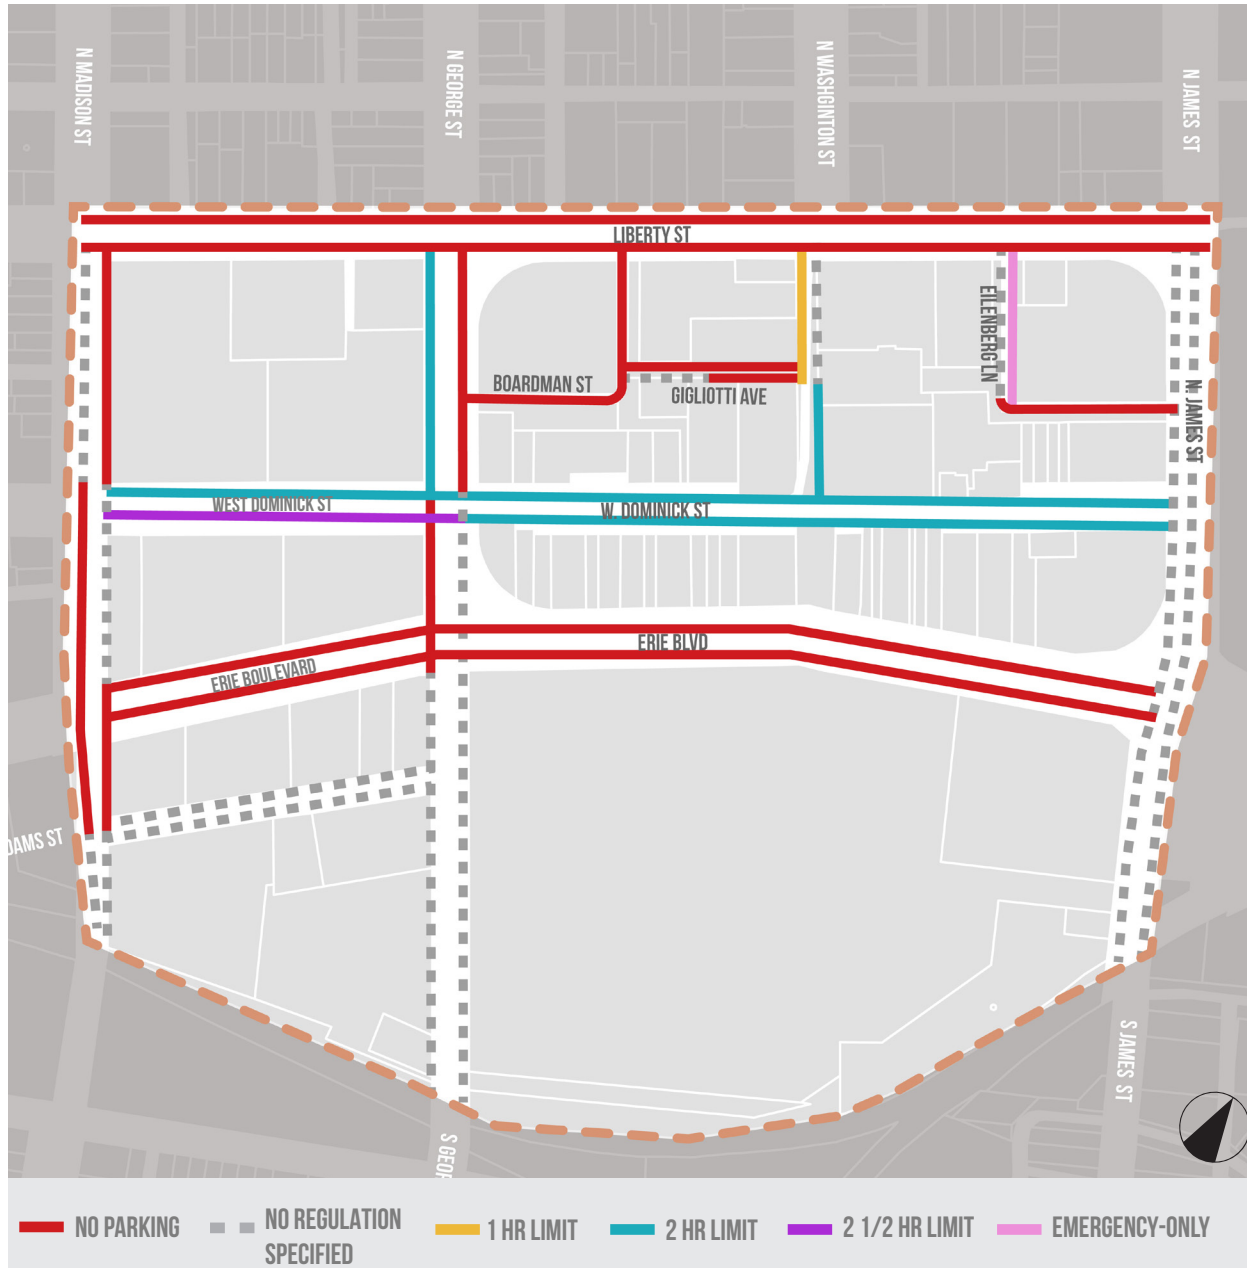 N MADISON ST
N GEORGE ST
N WASHGINTON ST
N JAMES ST
LIBERTY ST
EILENBERG LN
BOARDMAN ST
GIGLIOTTI AVE
N. JAMES ST
WEST DOMINICK ST
W. DOMINICK ST
ERIE BLVD
ERIE BOULEVARD
DAMS ST
S JAMES ST
S GEOR
NO PARKING
NO REGULATION
SPECIFIED
1 HR LIMIT
2 HR LIMIT
2 1/2 HR LIMIT
EMERGENCY-ONLY